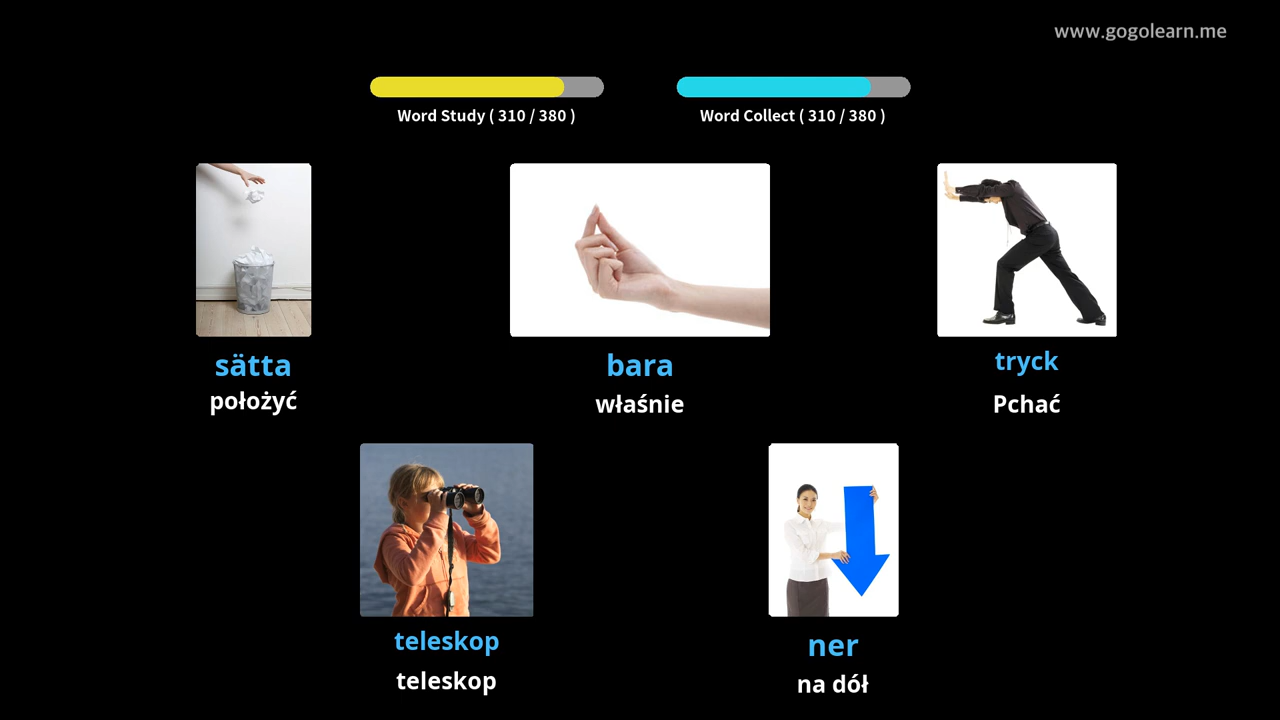 www.gogolearn.me
Word Study ( 310 / 380 )
Word Collect ( 310 / 380 )
sätta
położyć
bara
właśnie
tryck
Pchać
teleskop
teleskop
ner
na dół